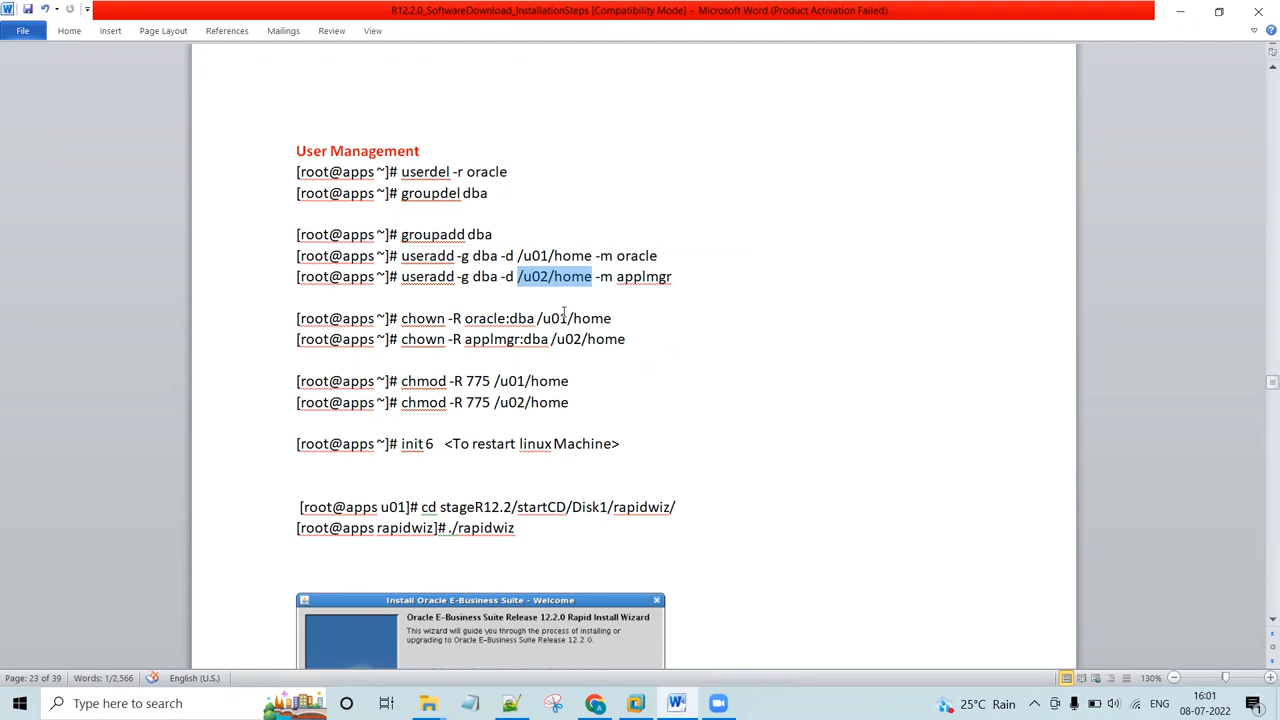 R12.2.0_SoftwareDownload_InstallationSteps [Compatibility Mode] - Microsoft Word (Product Activation Failed)
File Home Insert Page Layout References Mailings Review View
User Management
[root@apps ~]# userdel -r oracle
[root@apps ~]# groupdel dba
[root@apps ~]# groupadd dba
[root@apps ~]# useradd -g dba -d /u01/home -m oracle
[root@apps ~]# useradd -g dba -d /u02/home -m applmgr
[root@apps ~]# chown -R oracle:dba /u01/home
[root@apps ~]# chown -R applmgr:dba /u02/home
[root@apps ~]# chmod -R 775 /u01/home
[root@apps ~]# chmod -R 775 /u02/home
[root@apps ~]# init 6 <To restart linux Machine>
[root@apps u01]# cd stageR12.2/startCD/Disk1/rapidwiz/
[root@apps rapidwiz]# ./rapidwiz
Install Oracle E-Business Suite - Welcome
Oracle E-Business Suite Release 12.2.0 Rapid Install Wizard
This wizard will guide you through the process of installing or
upgrading to Oracle E-Business Suite Release 12.2.0.
Page: 23 of 39 Words: 1/2,566 English (U.S.) 130%
Type here to search 25°C Rain 16:01
08-07-2022